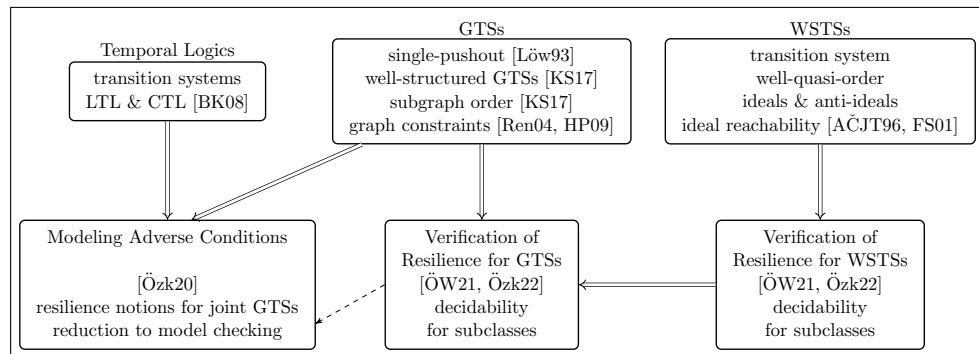 Temporal Logics
transition systems
LTL & CTL [BK08]
GTSs
single-pushout [Löw93]
well-structured GTSs [KS17]
subgraph order [KS17]
graph constraints [Ren04, HP09]
WSTSs
transition system
well-quasi-order
ideals & anti-ideals
ideal reachability [AČJT96, FS01]
Modeling Adverse Conditions
[Özk20]
resilience notions for joint GTSs
reduction to model checking
Verification of
Resilience for GTSs
[ÖW21, Özk22]
decidability
for subclasses
Verification of
Resilience for WSTSs
[ÖW21, Özk22]
decidability
for subclasses